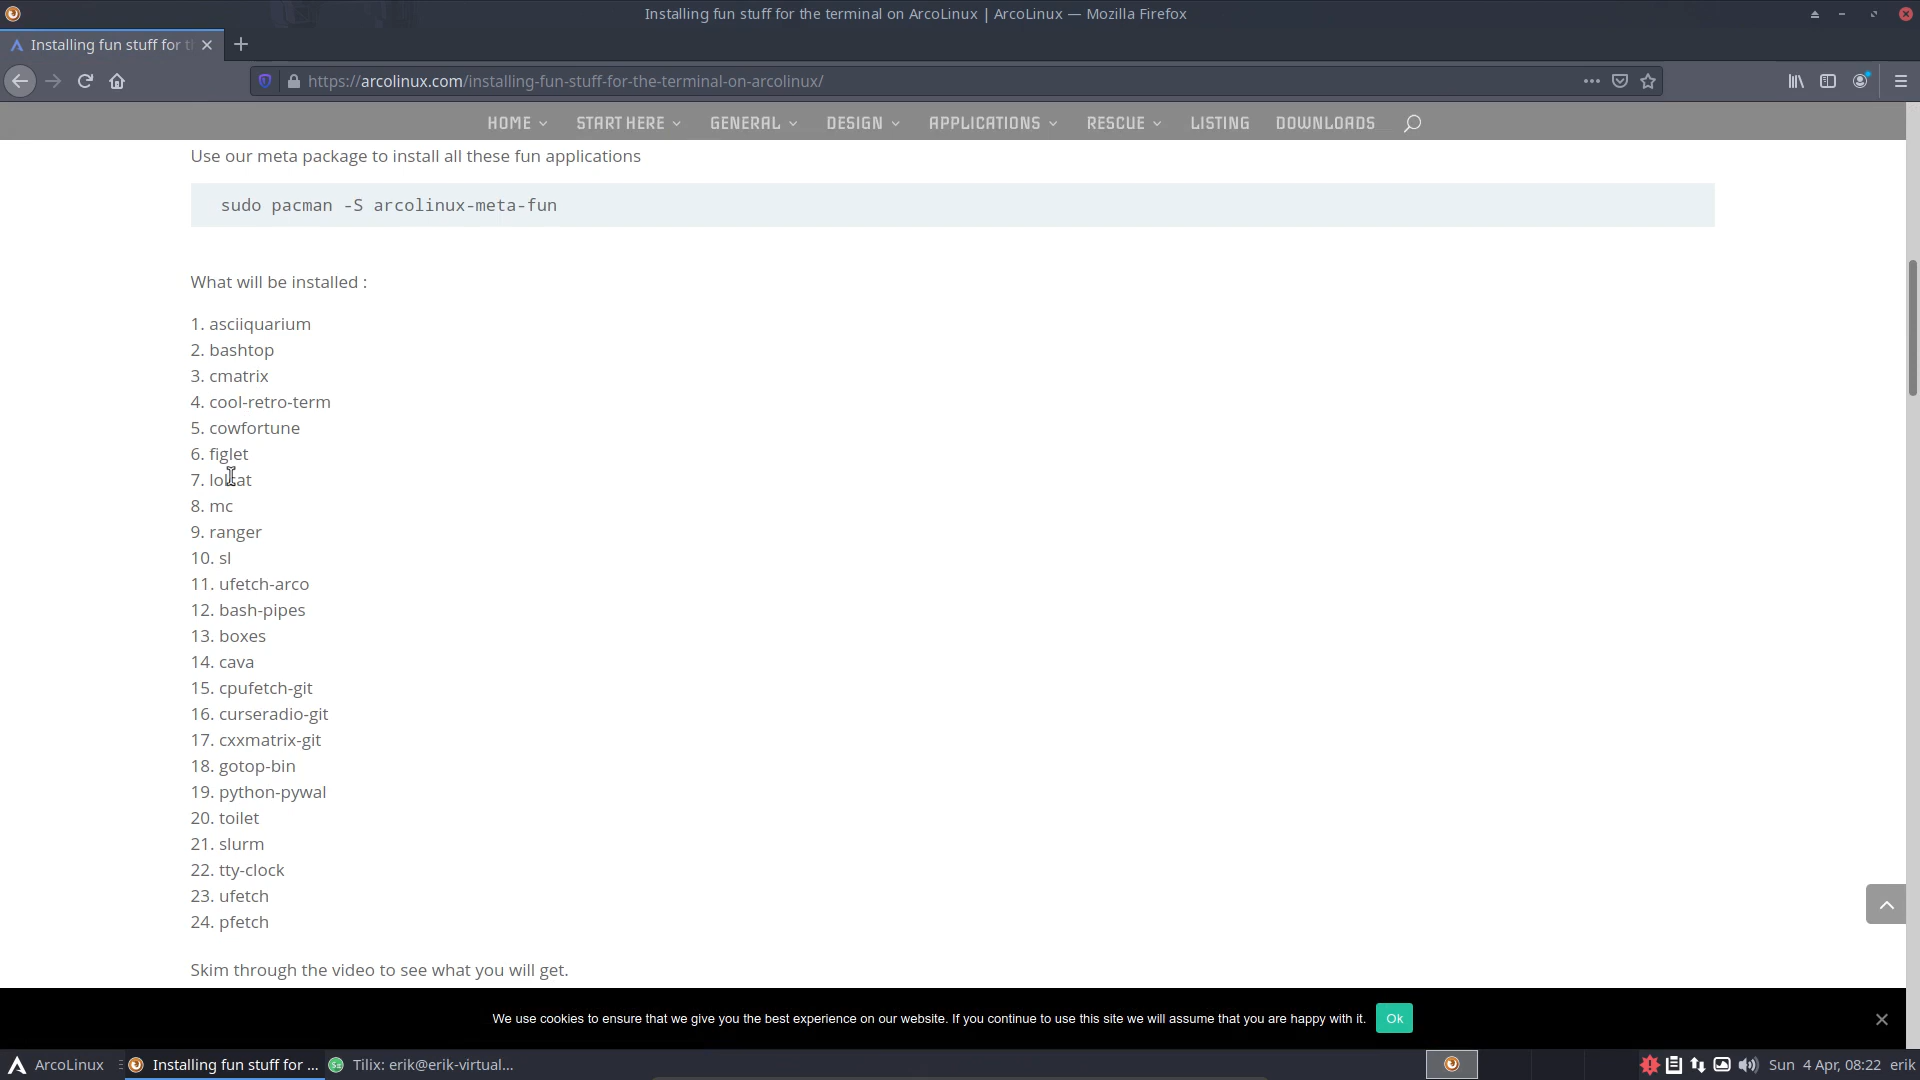 Installing fun stuff for the terminal on ArcoLinux | ArcoLinux — Mozilla Firefox
Installing fun stuff for t
https://arcolinux.com/installing-fun-stuff-for-the-terminal-on-arcolinux/
HOME START HERE GENERAL DESIGN APPLICATIONS RESCUE LISTING DOWNLOADS
Use our meta package to install all these fun applications
sudo pacman -S arcolinux-meta-fun
What will be installed :
1. asciiquarium
2. bashtop
3. cmatrix
4. cool-retro-term
5. cowfortune
6. figlet
7. lolcat
8. mc
9. ranger
10. sl
11. ufetch-arco
12. bash-pipes
13. boxes
14. cava
15. cpufetch-git
16. curseradio-git
17. cxxmatrix-git
18. gotop-bin
19. python-pywal
20. toilet
21. slurm
22. tty-clock
23. ufetch
24. pfetch
Skim through the video to see what you will get.
We use cookies to ensure that we give you the best experience on our website. If you continue to use this site we will assume that you are happy with it. Ok
ArcoLinux Installing fun stuff for ... Tilix: erik@erik-virtual... Sun 4 Apr, 08:22 erik